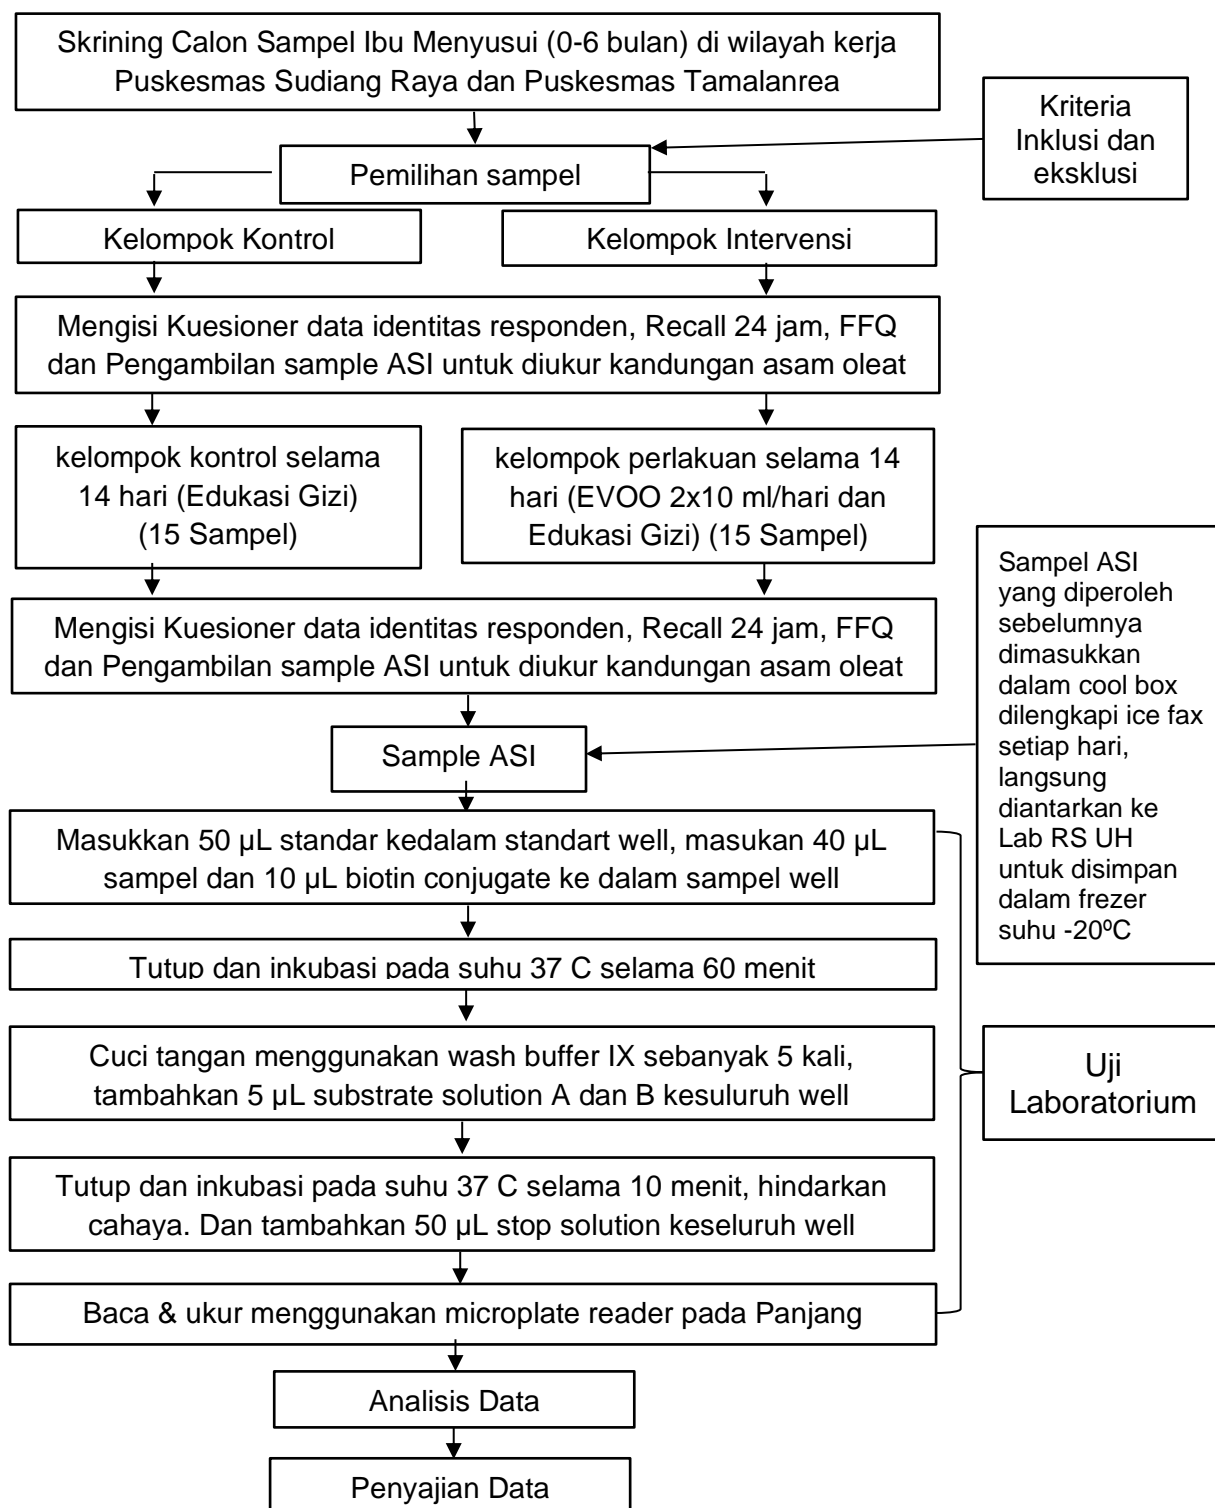 Skrining Calon Sampel Ibu Menyusui (0-6 bulan) di wilayah kerja
Puskesmas Sudiang Raya dan Puskesmas Tamalanrea
Kriteria
Inklusi dan
eksklusi
Pemilihan sampel
Kelompok Kontrol
Kelompok Intervensi
Mengisi Kuesioner data identitas responden, Recall 24 jam, FFQ
dan Pengambilan sample ASI untuk diukur kandungan asam oleat
kelompok kontrol selama
14 hari (Edukasi Gizi)
(15 Sampel)
kelompok perlakuan selama 14
hari (EVOO 2x10 ml/hari dan
Edukasi Gizi) (15 Sampel)
Mengisi Kuesioner data identitas responden, Recall 24 jam, FFQ
dan Pengambilan sample ASI untuk diukur kandungan asam oleat
Sampel ASI
yang diperoleh
sebelumnya
dimasukkan
dalam cool box
dilengkapi ice fax
setiap hari,
langsung
diantarkan ke
Lab RS UH
untuk disimpan
dalam frezer
suhu -20ºC
Sample ASI
Masukkan 50 µL standar kedalam standart well, masukan 40 µL
sampel dan 10 µL biotin conjugate ke dalam sampel well
Tutup dan inkubasi pada suhu 37 C selama 60 menit
Cuci tangan menggunakan wash buffer IX sebanyak 5 kali,
tambahkan 5 µL substrate solution A dan B kesuluruh well
Uji
Laboratorium
Tutup dan inkubasi pada suhu 37 C selama 10 menit, hindarkan
cahaya. Dan tambahkan 50 µL stop solution keseluruh well
Baca & ukur menggunakan microplate reader pada Panjang
Analisis Data
Penyajian Data